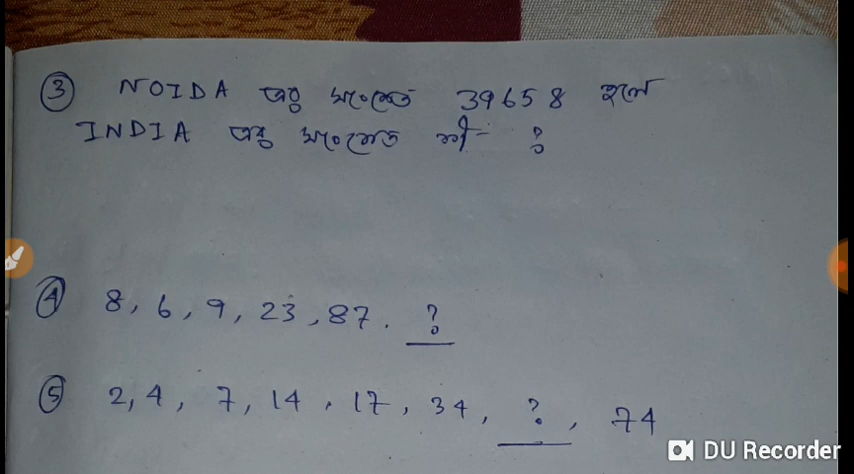 ③ NOIDA এর সংকেত 39658 হলে
INDIA এর সংকেত কী ?
④ 8, 6, 9, 23, 87. ?
⑤ 2, 4, 7, 14, 17, 34, ?, 74
DU Recorder